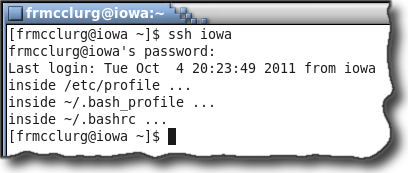 frmcclurg@iowa:~
[frmcclurg@iowa ~]$ ssh iowa
frmcclurg@iowa's password:
Last login: Tue Oct  4 20:23:49 2011 from iowa
inside /etc/profile ...
inside ~/.bash_profile ...
inside ~/.bashrc ...
[frmcclurg@iowa ~]$